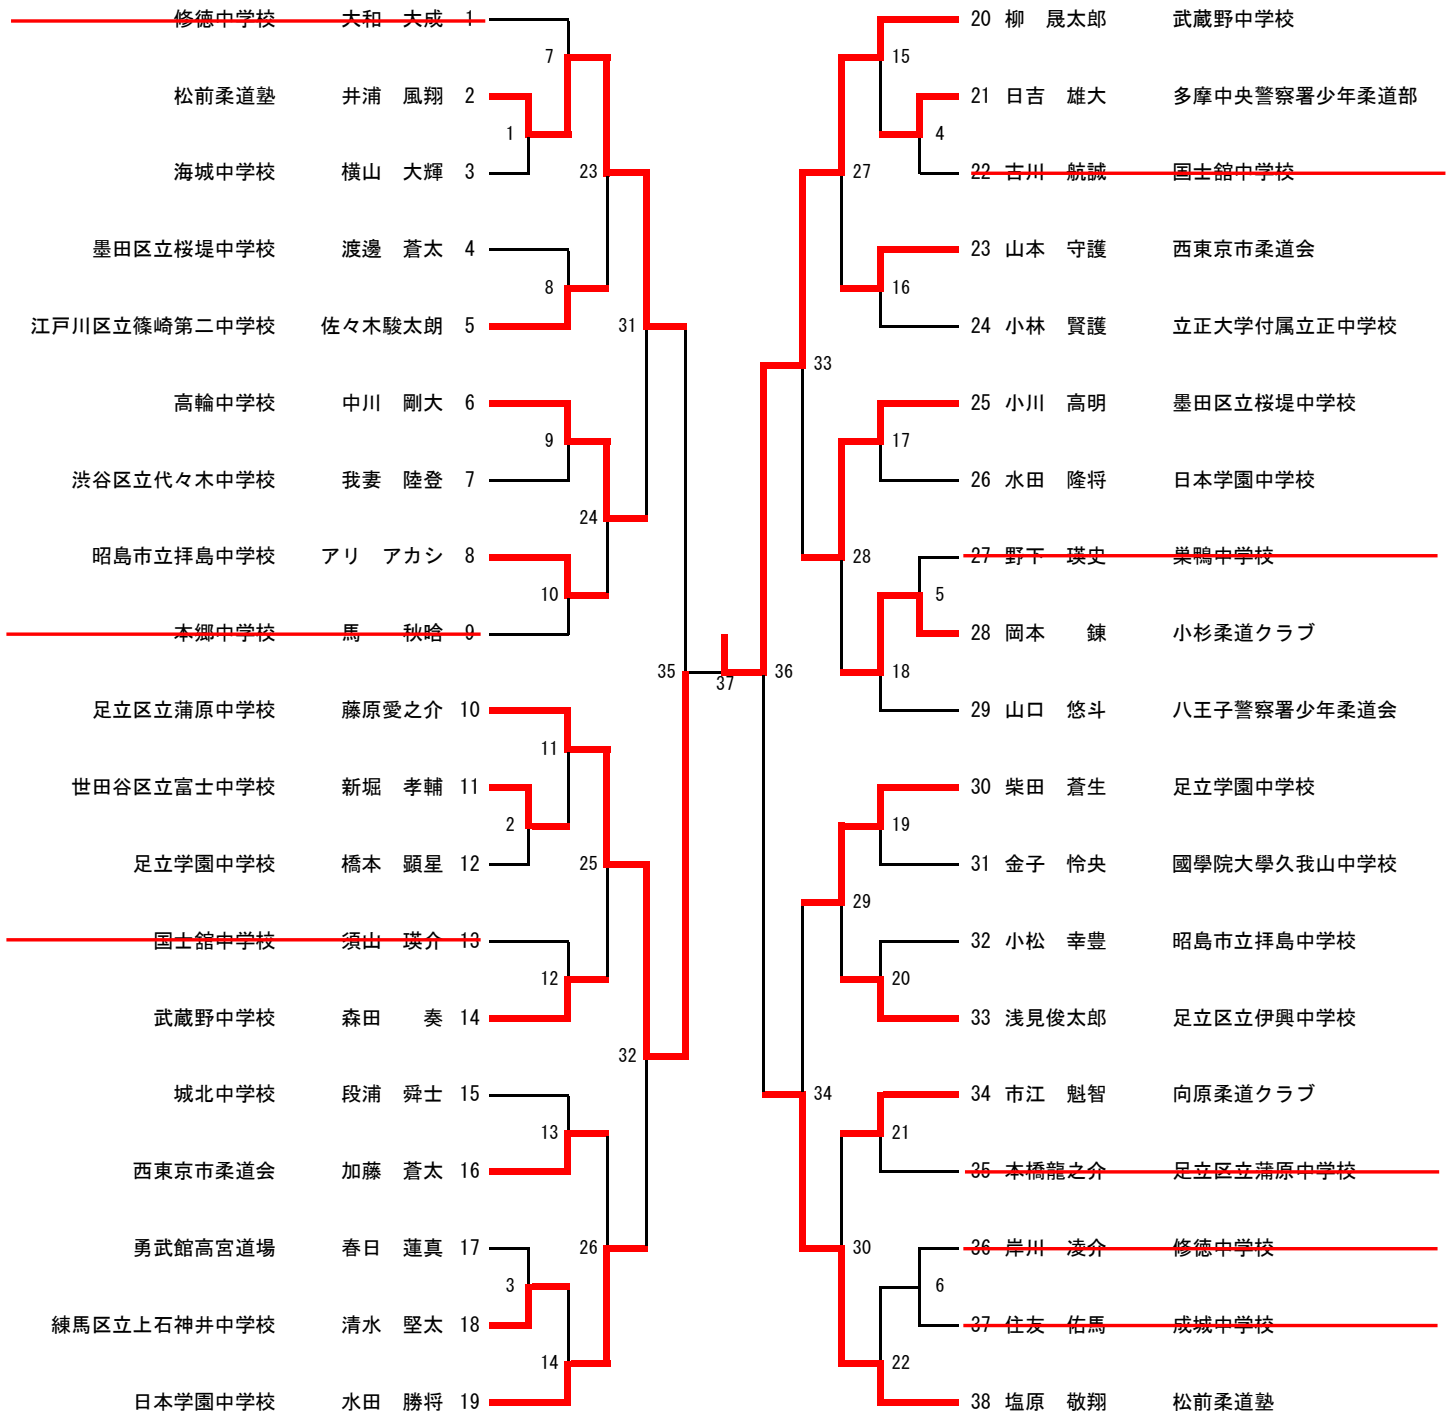 修徳中学校 大和 大成 1
松前柔道塾 井浦 風翔 2
海城中学校 横山 大輝 3
墨田区立桜堤中学校 渡邊 蒼太 4
江戸川区立篠崎第二中学校 佐々木駿太朗 5
高輪中学校 中川 剛大 6
渋谷区立代々木中学校 我妻 陸登 7
昭島市立拝島中学校 アリ アカシ 8
本郷中学校 馬 秋晗 9
足立区立蒲原中学校 藤原愛之介 10
世田谷区立富士中学校 新堀 孝輔 11
足立学園中学校 橋本 顕星 12
国士舘中学校 須山 瑛介 13
武蔵野中学校 森田 奏 14
城北中学校 段浦 舜士 15
西東京市柔道会 加藤 蒼太 16
勇武館高宮道場 春日 蓮真 17
練馬区立上石神井中学校 清水 堅太 18
日本学園中学校 水田 勝将 19
7
1
23
8
31
9
24
10
35
11
2
25
12
32
13
26
3
14
37
36
33
34
15
4
27
16
17
28
5
18
19
29
20
21
30
6
22
20 柳 晟太郎 武蔵野中学校
21 日吉 雄大 多摩中央警察署少年柔道部
22 古川 航誠 国士舘中学校
23 山本 守護 西東京市柔道会
24 小林 賢護 立正大学付属立正中学校
25 小川 高明 墨田区立桜堤中学校
26 水田 隆将 日本学園中学校
27 野下 瑛史 巣鴨中学校
28 岡本 錬 小杉柔道クラブ
29 山口 悠斗 八王子警察署少年柔道会
30 柴田 蒼生 足立学園中学校
31 金子 怜央 國學院大學久我山中学校
32 小松 幸豊 昭島市立拝島中学校
33 浅見俊太郎 足立区立伊興中学校
34 市江 魁智 向原柔道クラブ
35 本橋龍之介 足立区立蒲原中学校
36 岸川 凌介 修徳中学校
37 住友 佑馬 成城中学校
38 塩原 敬翔 松前柔道塾